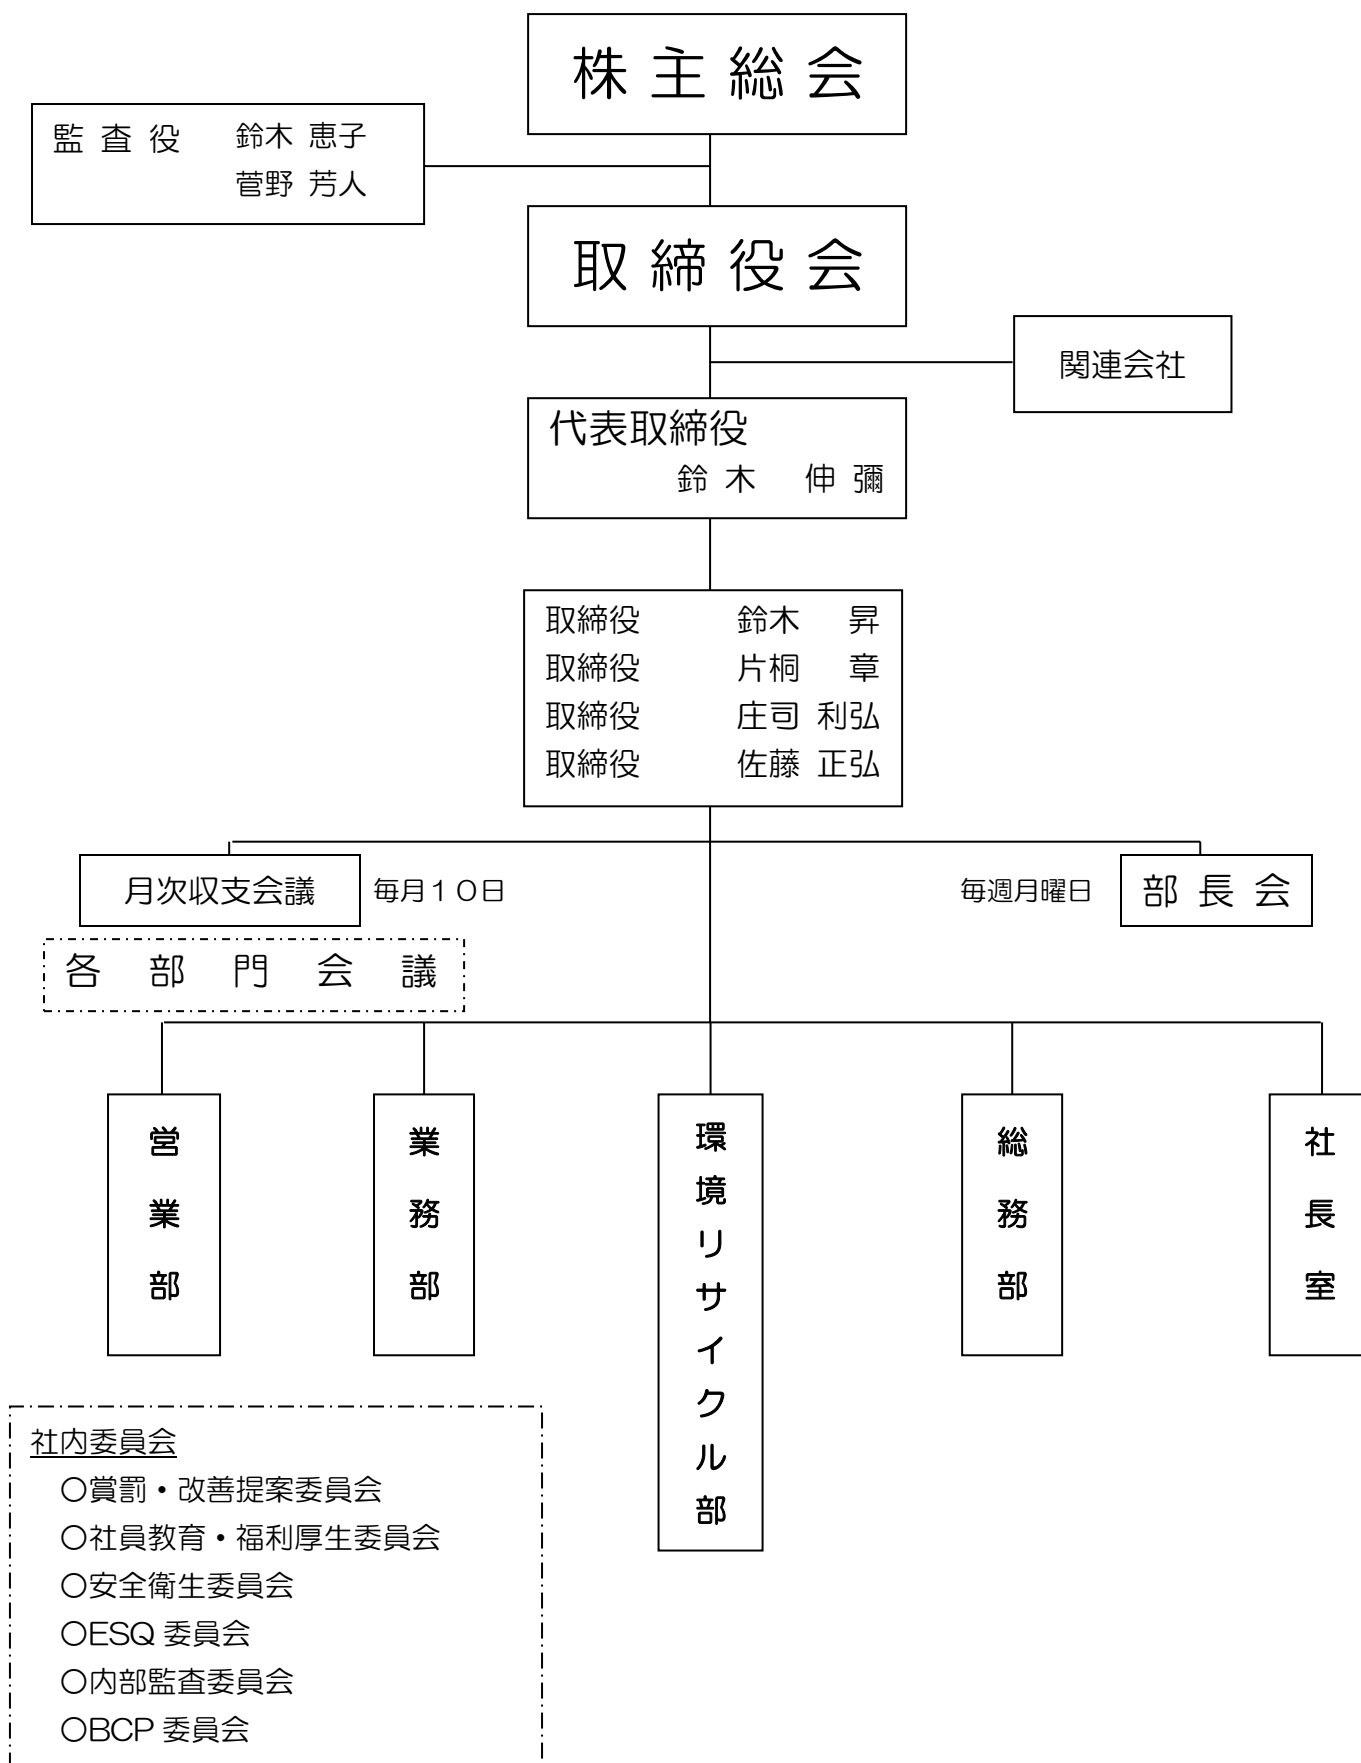 株主総会
監査役 鈴木 恵子
菅野 芳人
取締役会
関連会社
代表取締役
鈴木 伸彌
取締役 鈴木 昇
取締役 片桐 章
取締役 庄司 利弘
取締役 佐藤 正弘
月次収支会議 毎月１０日 毎週月曜日 部長会
各部門会議
営業部
業務部
環境リサイクル部
総務部
社長室
社内委員会
○賞罰・改善提案委員会
○社員教育・福利厚生委員会
○安全衛生委員会
○ESQ 委員会
○内部監査委員会
○BCP 委員会